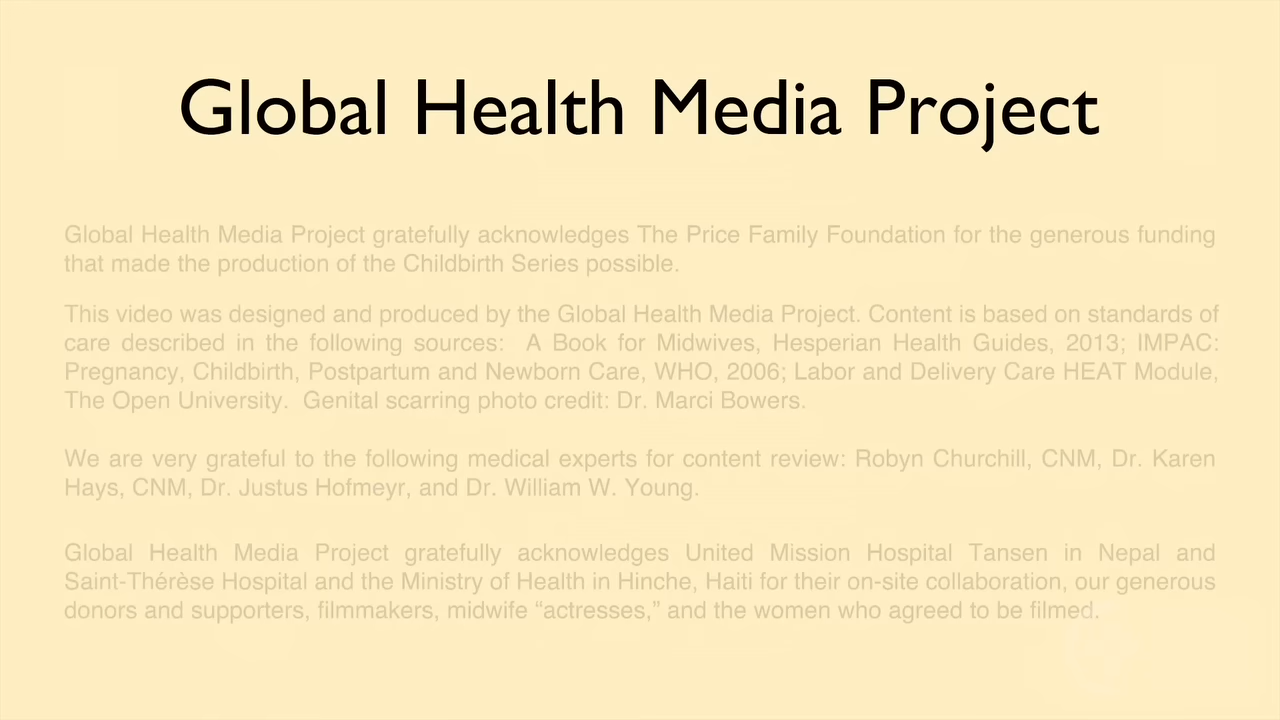 Global Health Media Project
Global Health Media Project gratefully acknowledges The Price Family Foundation for the generous funding
that made the production of the Childbirth Series possible.
This video was designed and produced by the Global Health Media Project. Content is based on standards of
care described in the following sources:  A Book for Midwives, Hesperian Health Guides, 2013; IMPAC:
Pregnancy, Childbirth, Postpartum and Newborn Care, WHO, 2006; Labor and Delivery Care HEAT Module,
The Open University.  Genital scarring photo credit: Dr. Marci Bowers.
We are very grateful to the following medical experts for content review: Robyn Churchill, CNM, Dr. Karen
Hays, CNM, Dr. Justus Hofmeyr, and Dr. William W. Young.
Global Health Media Project gratefully acknowledges United Mission Hospital Tansen in Nepal and
Saint-Thérèse Hospital and the Ministry of Health in Hinche, Haiti for their on-site collaboration, our generous
donors and supporters, filmmakers, midwife “actresses,” and the women who agreed to be filmed.